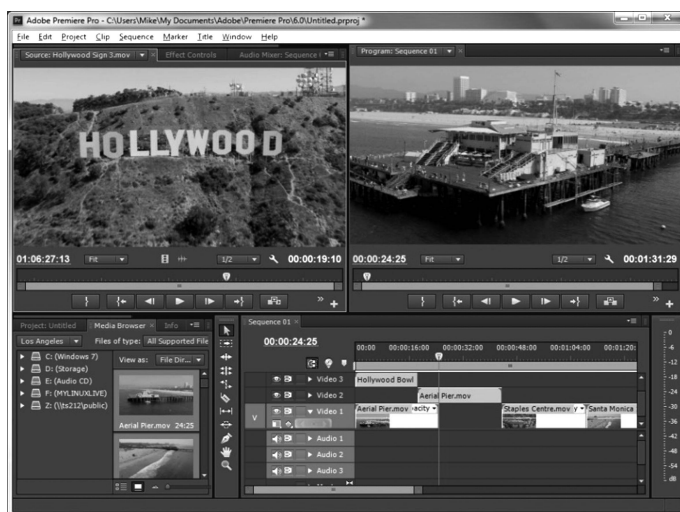 Adobe Premiere Pro - C:\Users\Mike\My Documents\Adobe\Premiere Pro\6.0\Untitled.prproj *
File Edit Project Clip Sequence Marker Title Window Help
Source: Hollywood Sign 3.mov Effect Controls Audio Mixer: Sequence
Program: Sequence 01
HOLLYWOOD
01:06:27:13 Fit 1/2 00:00:19:10
00:00:24:25 Fit 1/2 00:01:31:29
Project: Untitled Media Browser × Info
Los Angeles Files of type: All Supported File
C: (Windows 7)
D: (Storage)
E: (Audio CD)
F: (MYLINUXLIVE)
Z: (\\ts212\public)
View as: File Dir...
Aerial Pier.mov 24:25
Sequence 01 ×
00:00:24:25
00:00 00:00:16:00 00:00:32:00 00:00:48:00 00:01:04:00 00:01:20:
Video 3 Hollywood Bowl
Video 2 Aerial Pier.mov
V Video 1 Aerial Pier.mov pacity Staples Centre.mov y Santa Monica
Audio 1
Audio 2
Audio 3
0
-6
-12
-18
-24
-30
-36
-42
-48
-54
dB